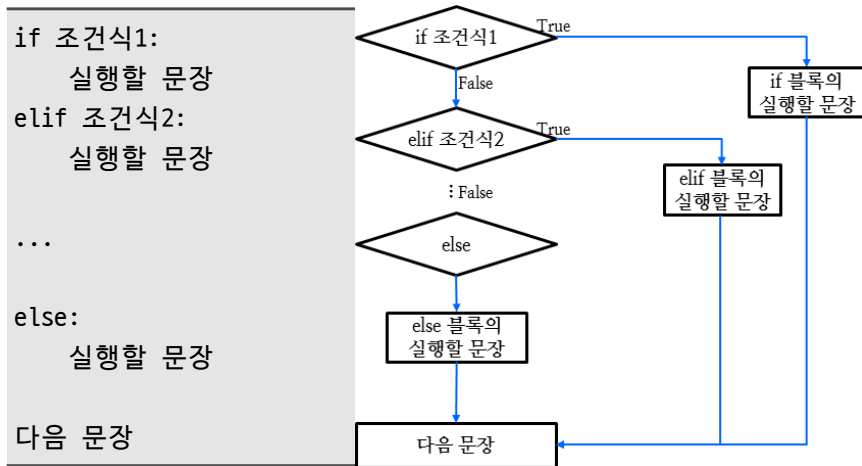 if 조건식1:
실행할 문장
elif 조건식2:
실행할 문장
...
else:
실행할 문장
다음 문장
if 조건식1
True
False
if 블록의
실행할 문장
elif 조건식2
True
⋮False
elif 블록의
실행할 문장
else
else 블록의
실행할 문장
다음 문장